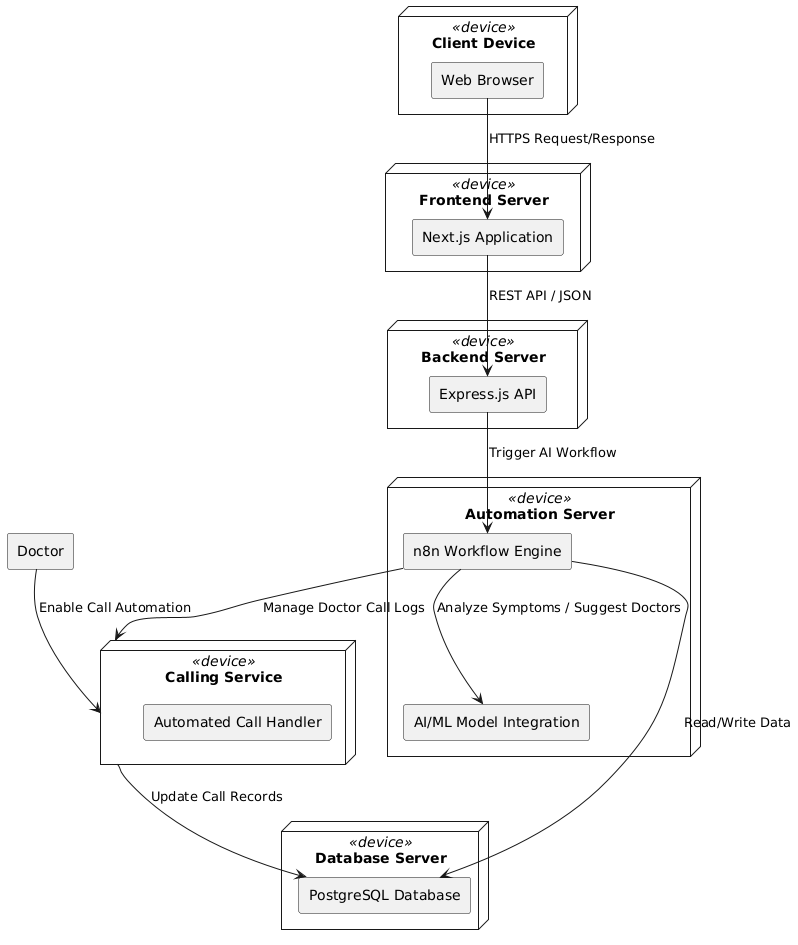 «device»
Client Device
Web Browser
HTTPS Request/Response
«device»
Frontend Server
Next.js Application
REST API / JSON
«device»
Backend Server
Express.js API
Trigger AI Workflow
«device»
Automation Server
Doctor
n8n Workflow Engine
Enable Call Automation
Manage Doctor Call Logs
Analyze Symptoms / Suggest Doctors
«device»
Calling Service
Automated Call Handler
AI/ML Model Integration
Read/Write Data
Update Call Records
«device»
Database Server
PostgreSQL Database